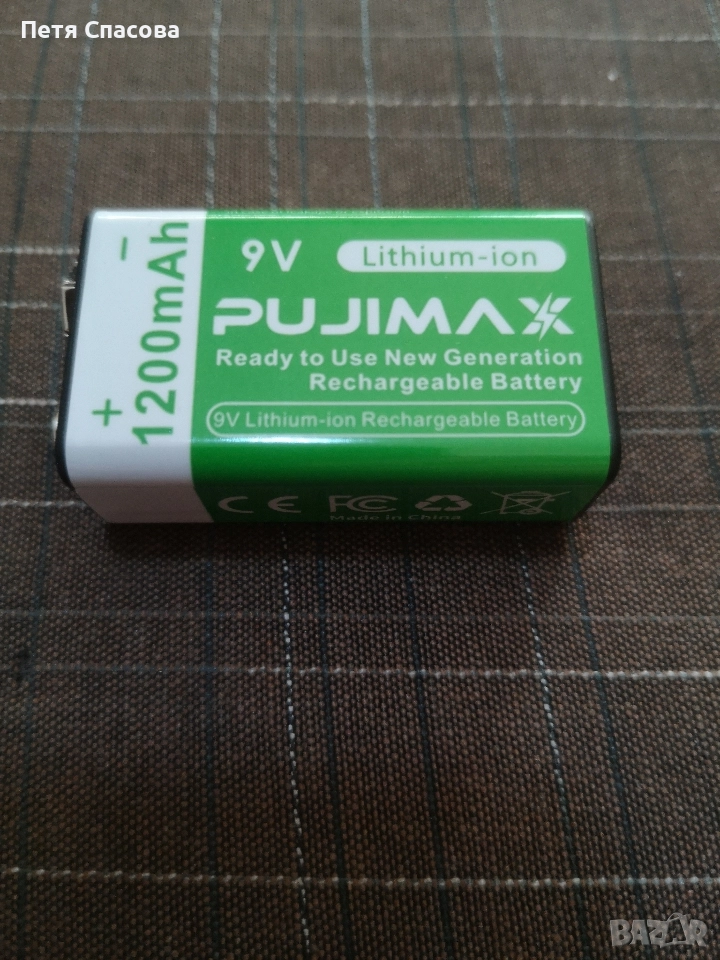 Петя Спасова
− +
1200mAh
9V Lithium-ion
PUJIMAX
Ready to Use New Generation
Rechargeable Battery
9V Lithium-ion Rechargeable Battery
CE FC
Made in China
BAZAR